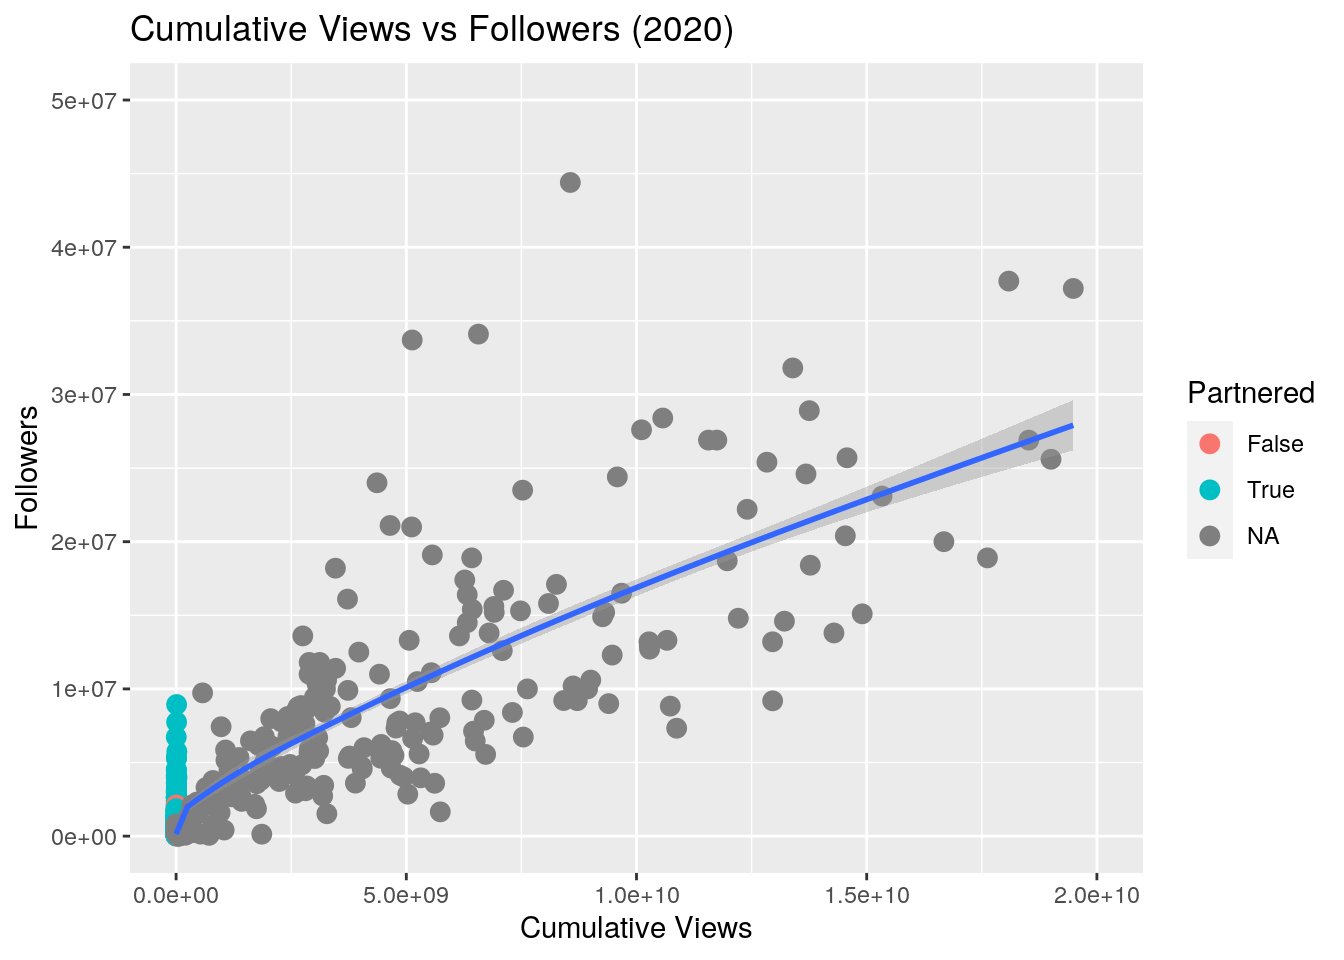 Cumulative Views vs Followers (2020)
5e+07
4e+07
3e+07
2e+07
1e+07
0e+00
Followers
0.0e+00 5.0e+09 1.0e+10 1.5e+10 2.0e+10
Cumulative Views
Partnered
False
True
NA